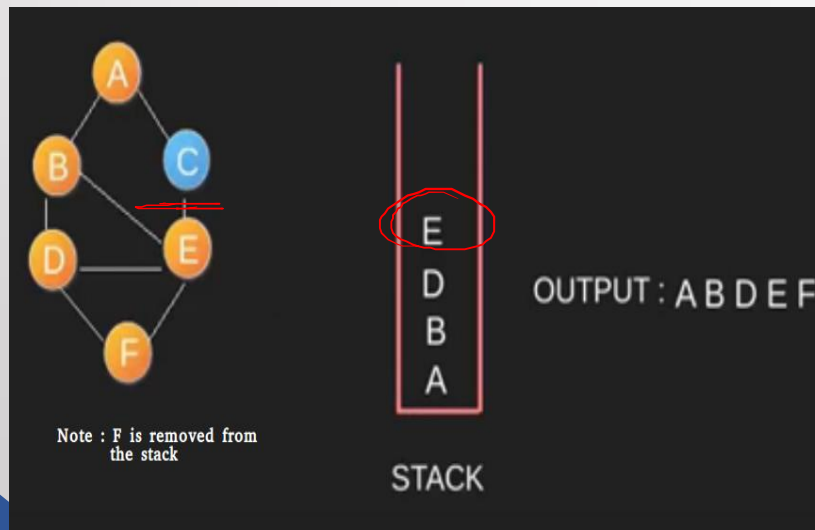 A
B
C
D
E
F
Note : F is removed from
the stack
E
D
B
A
STACK
OUTPUT : A B D E F